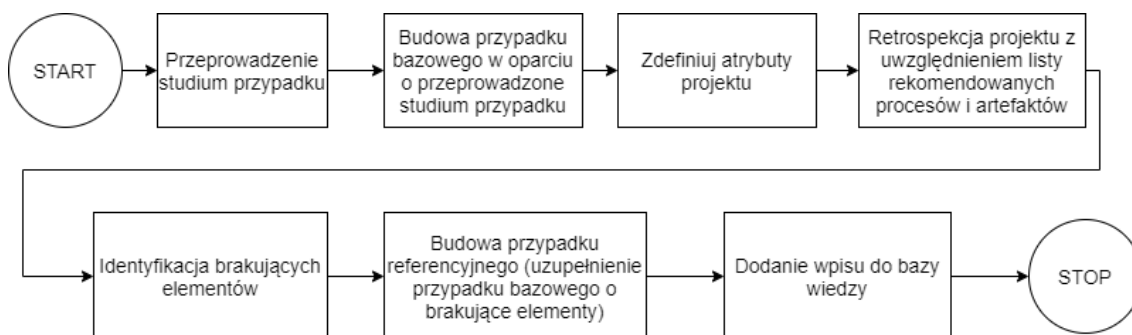 START
Przeprowadzenie
studium przypadku
Budowa przypadku
bazowego w oparciu
o przeprowadzone
studium przypadku
Zdefiniuj atrybuty
projektu
Retrospekcja projektu z
uwzględnieniem listy
rekomendowanych
procesów i artefaktów
Identyfikacja brakujących
elementów
Budowa przypadku
referencyjnego (uzupełnienie
przypadku bazowego o
brakujące elementy)
Dodanie wpisu do bazy
wiedzy
STOP